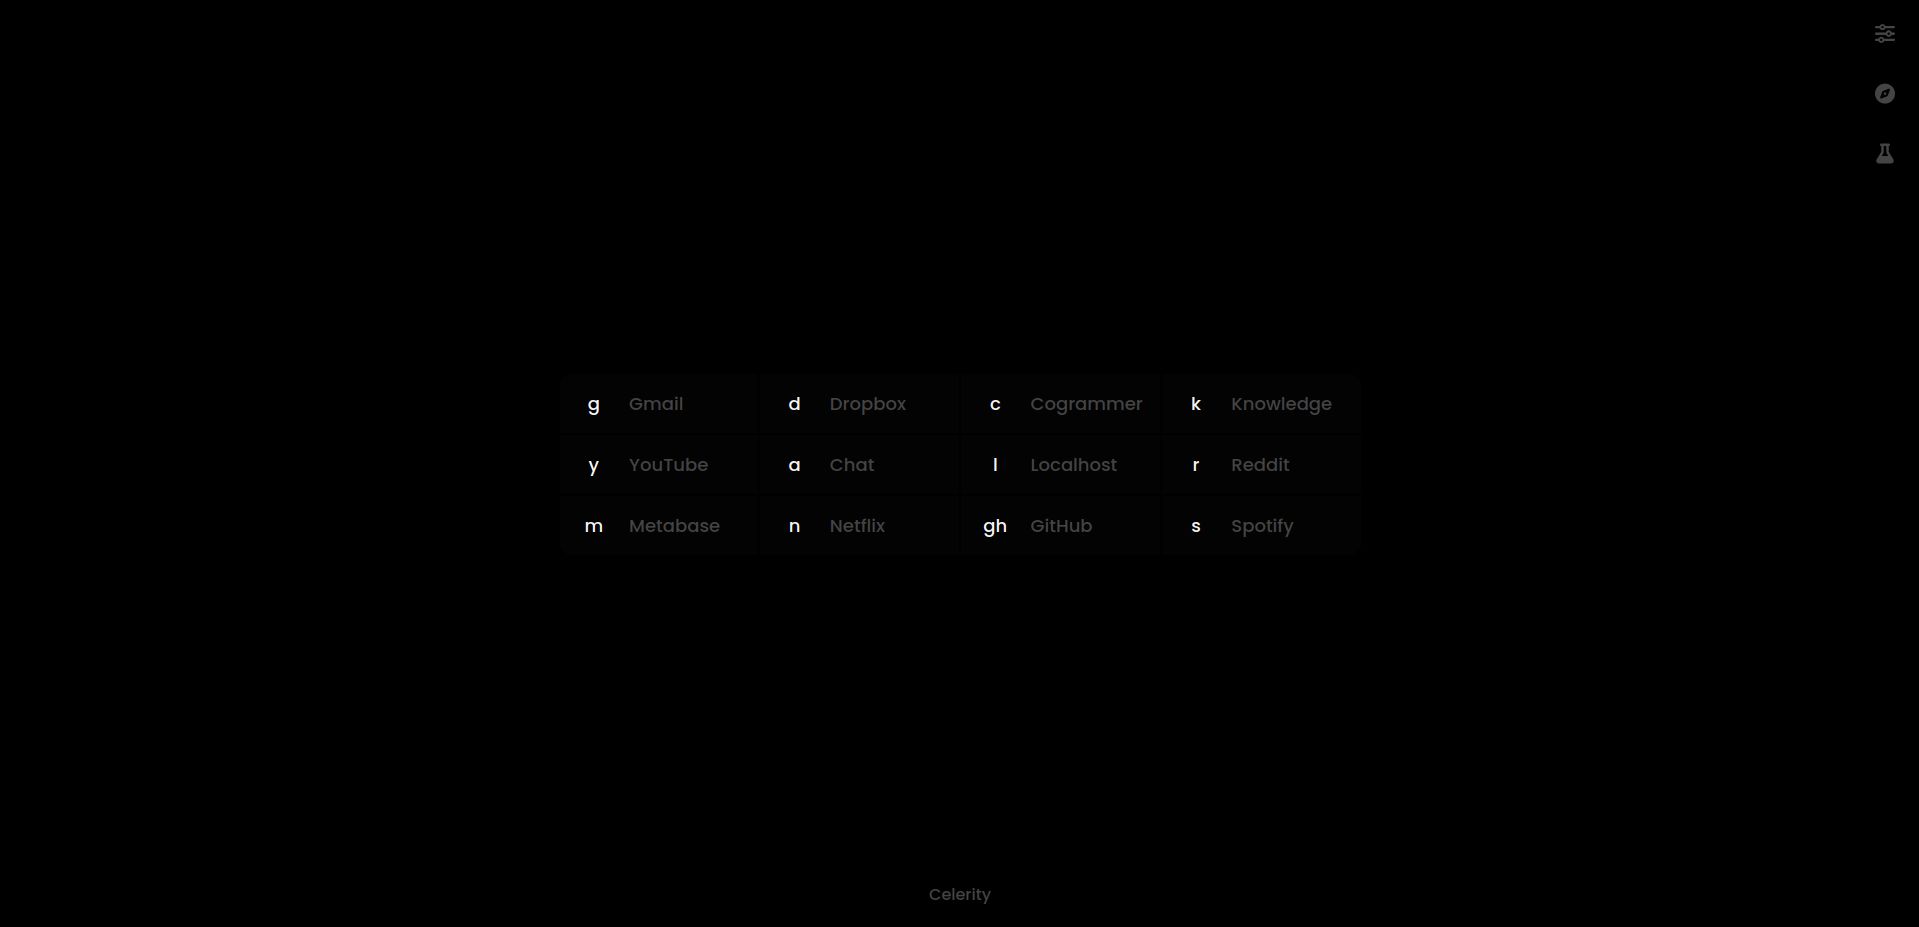 g Gmail d Dropbox c Cogrammer k Knowledge
y YouTube a Chat l Localhost r Reddit
m Metabase n Netflix gh GitHub s Spotify
Celerity